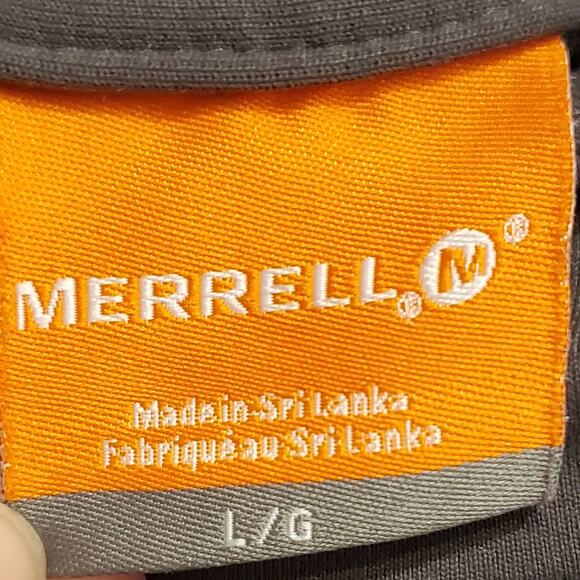 MERRELL® M®
Made in Sri Lanka
Fabriqué au Sri Lanka
L/G